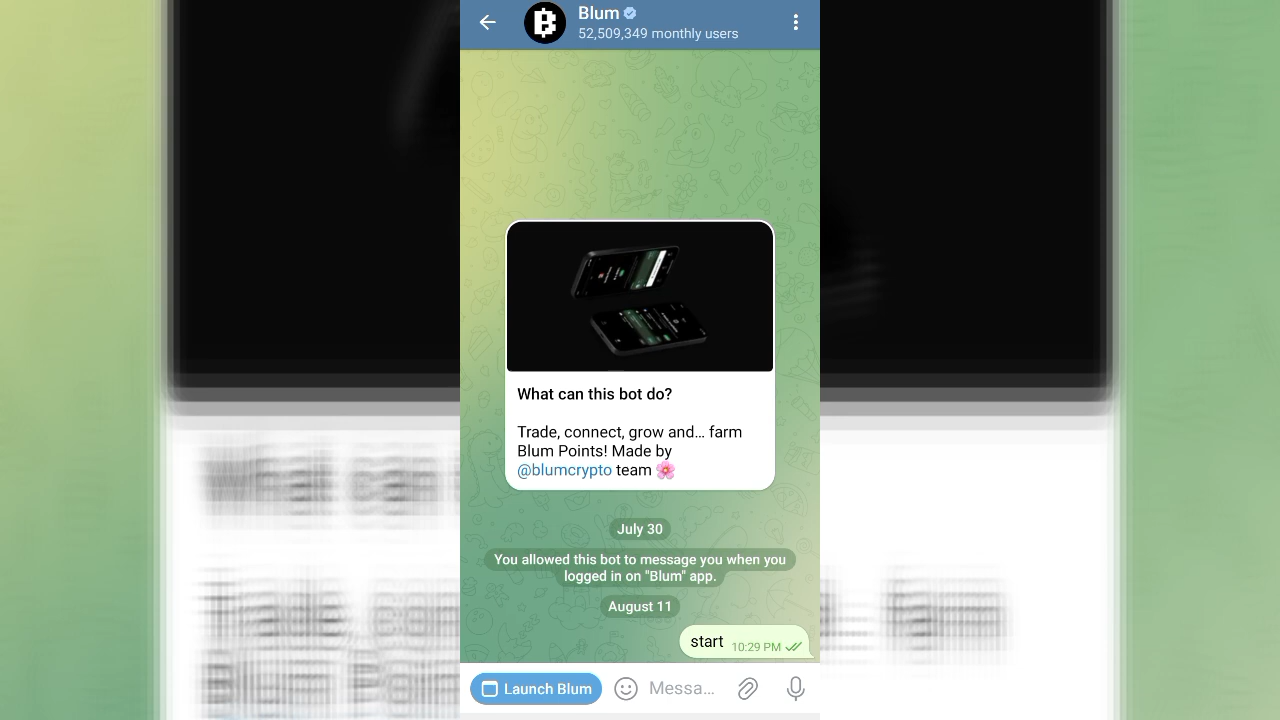 Blum
52,509,349 monthly users
What can this bot do?
Trade, connect, grow and... farm
Blum Points! Made by
@blumcrypto team 🌸
July 30
You allowed this bot to message you when you
logged in on "Blum" app.
August 11
start 10:29 PM
Launch Blum
Messa...